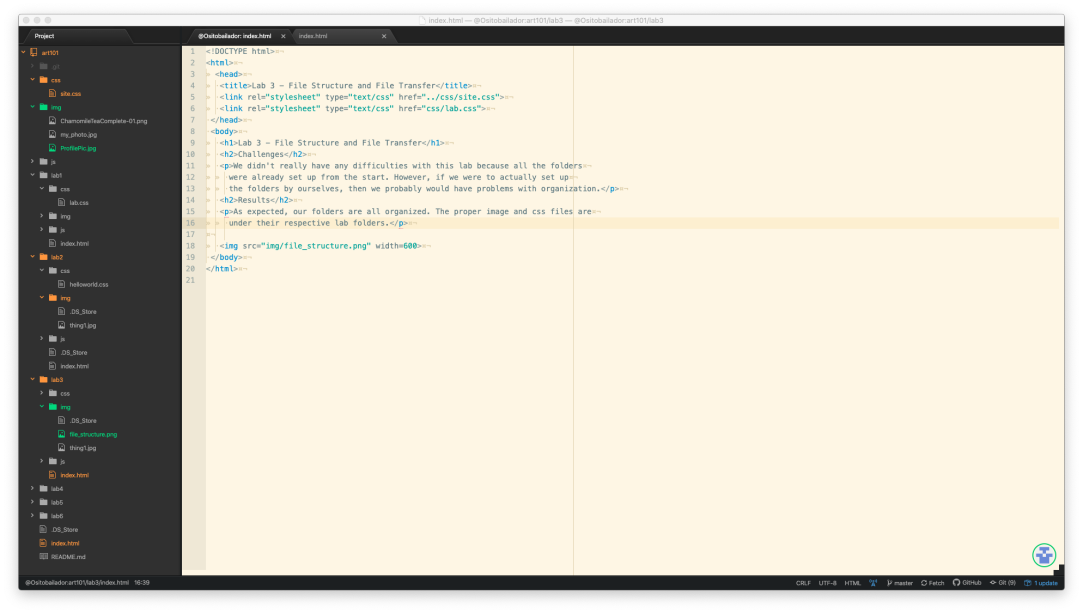 index.html — @Ositobailador:art101/lab3 — @Ositobailador:art101/lab3
Project
@Ositobailador: index.html
index.html
art101
.git
css
site.css
img
ChamomileTeaComplete-01.png
my_photo.jpg
ProfilePic.jpg
js
lab1
css
lab.css
img
js
index.html
lab2
css
helloworld.css
img
.DS_Store
thing1.jpg
js
.DS_Store
index.html
lab3
css
img
.DS_Store
file_structure.png
thing1.jpg
js
index.html
lab4
lab5
lab6
.DS_Store
index.html
README.md
1 <!DOCTYPE html>
2 <html>
3 <head>
4 <title>Lab 3 - File Structure and File Transfer</title>
5 <link rel="stylesheet" type="text/css" href="../css/site.css">
6 <link rel="stylesheet" type="text/css" href="css/lab.css">
7 </head>
8 <body>
9 <h1>Lab 3 - File Structure and File Transfer</h1>
10 <h2>Challenges</h2>
11 <p>We didn't really have any difficulties with this lab because all the folders
12 were already set up from the start. However, if we were to actually set up
13 the folders by ourselves, then we probably would have problems with organization.</p>
14 <h2>Results</h2>
15 <p>As expected, our folders are all organized. The proper image and css files are
16 under their respective lab folders.</p>
17
18 <img src="img/file_structure.png" width=600>
19 </body>
20 </html>
21
@Ositobailador:art101/lab3/index.html 16:39
CRLF UTF-8 HTML master Fetch GitHub Git (9) 1 update